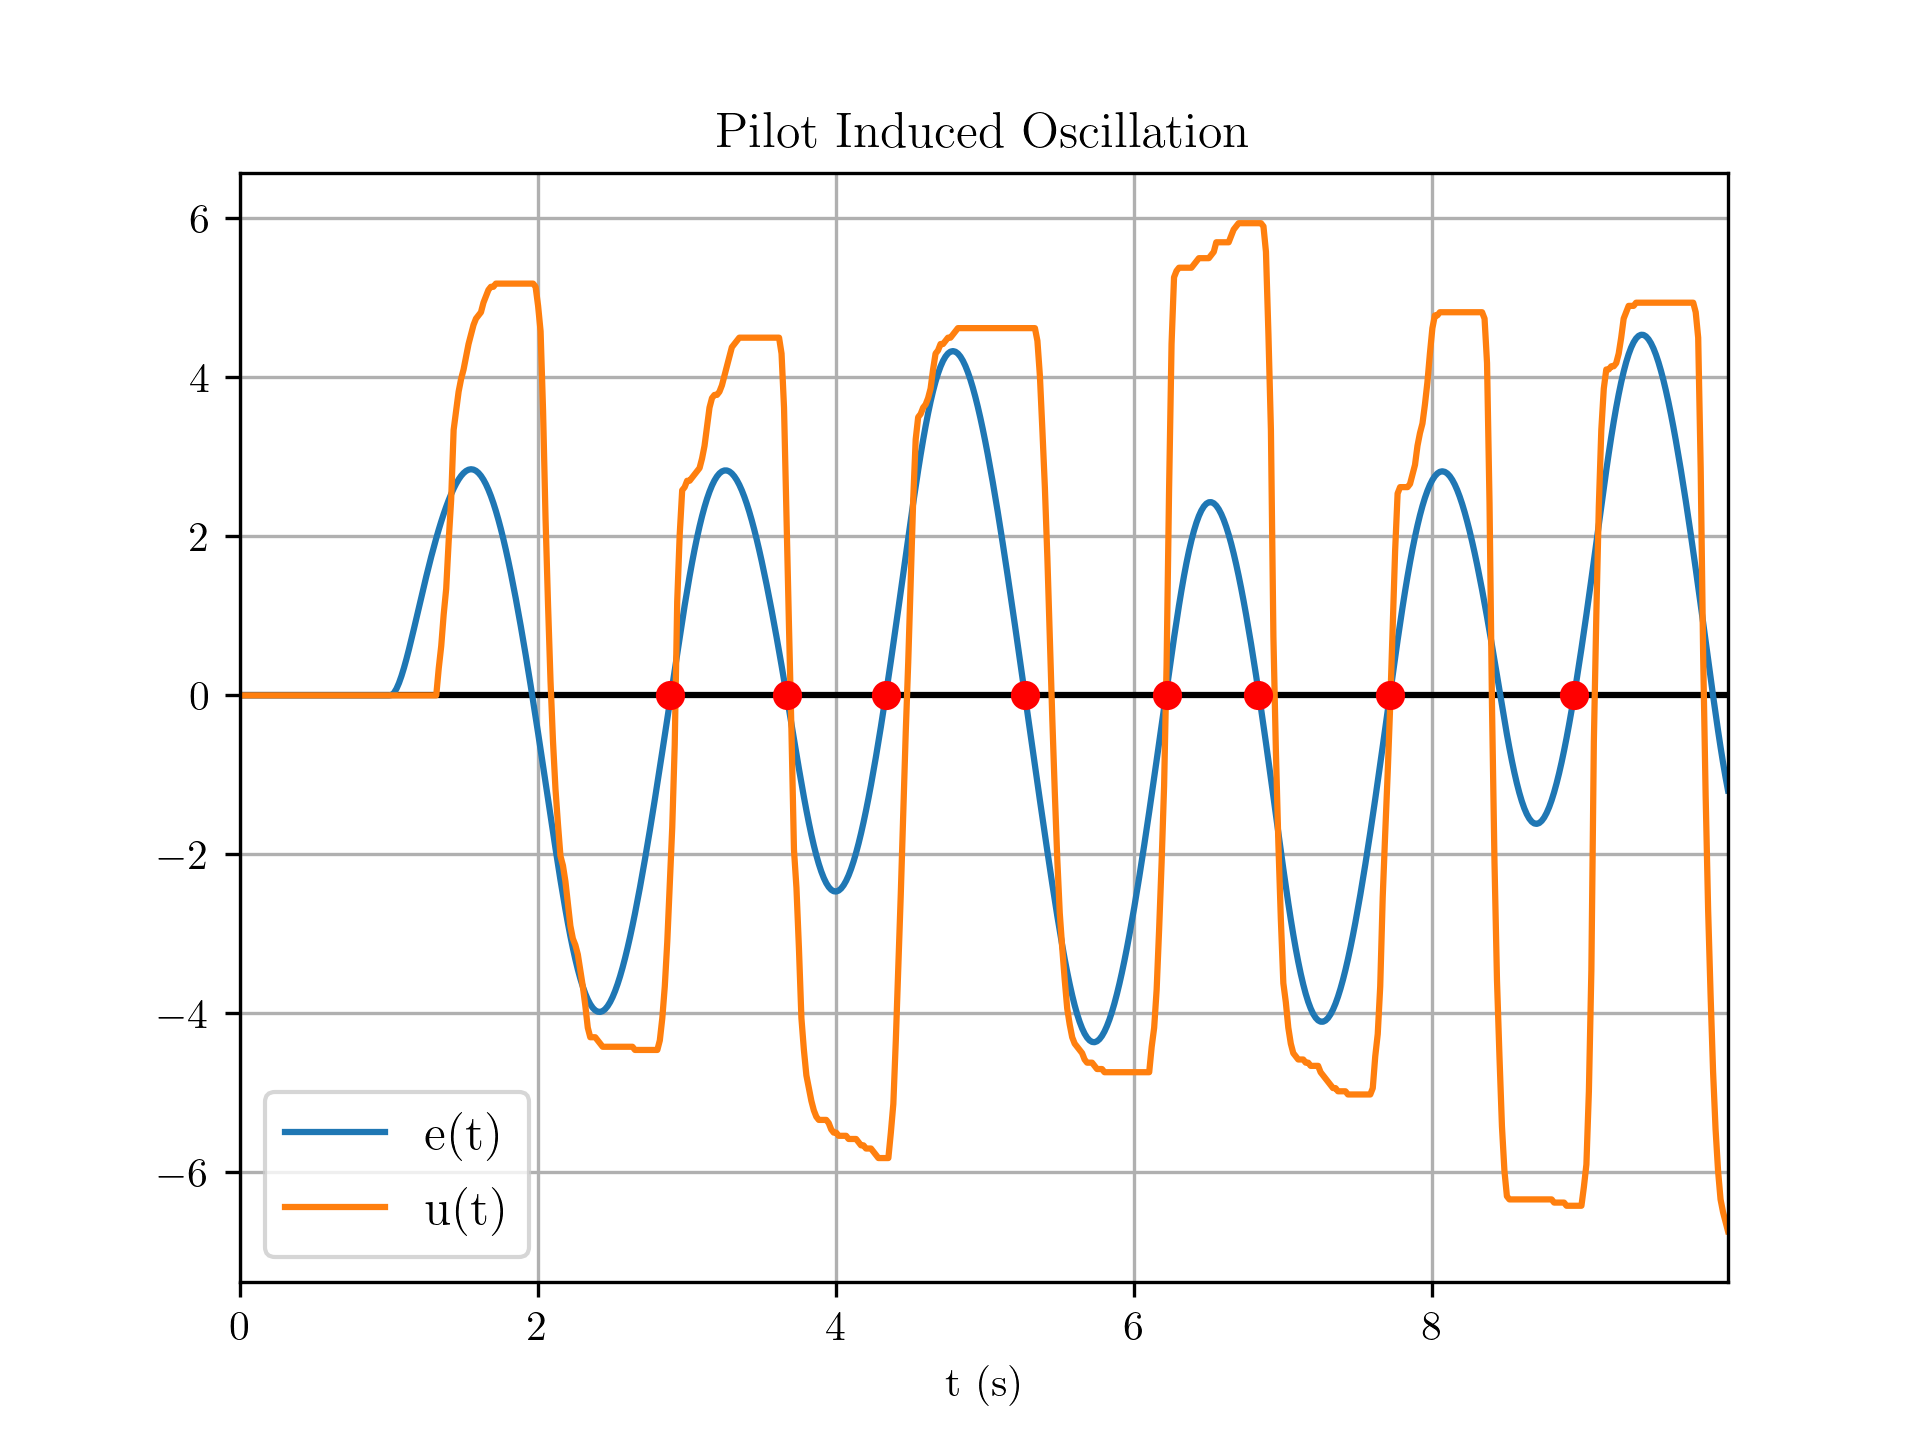 Pilot Induced Oscillation
6
4
2
0
−2
−4
−6
e(t)
u(t)
0 2 4 6 8
t (s)